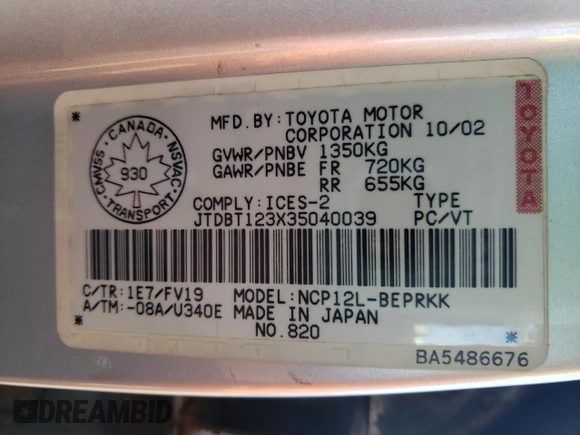 MFD.BY:TOYOTA MOTOR
CORPORATION 10/02
GVWR/PNBV 1350KG
GAWR/PNBE FR 720KG
RR 655KG
COMPLY:ICES-2 TYPE
JTDBT123X35040039 PC/VT
CMVSS·CANADA·NSVAC
930
TRANSPORT
TOYOTA
C/TR:1E7/FV19 MODEL:NCP12L-BEPRKK
A/TM:-08A/U340E MADE IN JAPAN
NO.820
BA5486676
DREAMBID